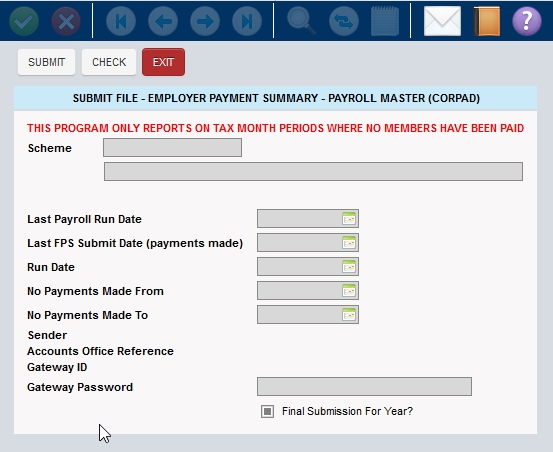 SUBMIT CHECK EXIT
SUBMIT FILE - EMPLOYER PAYMENT SUMMARY - PAYROLL MASTER (CORPAD)
THIS PROGRAM ONLY REPORTS ON TAX MONTH PERIODS WHERE NO MEMBERS HAVE BEEN PAID
Scheme
Last Payroll Run Date
Last FPS Submit Date (payments made)
Run Date
No Payments Made From
No Payments Made To
Sender
Accounts Office Reference
Gateway ID
Gateway Password
Final Submission For Year?